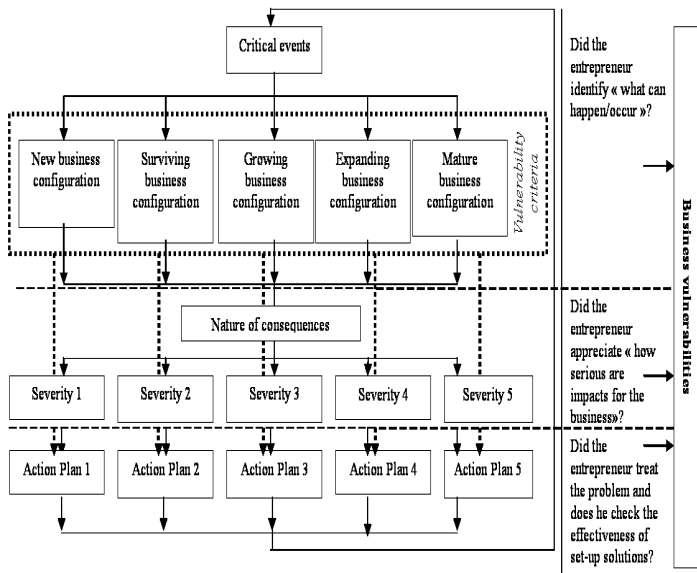 Critical events
New business
configuration
Surviving
business
configuration
Growing
business
configuration
Expanding
business
configuration
Mature
business
configuration
Vulnerability
criteria
Nature of consequences
Severity 1
Severity 2
Severity 3
Severity 4
Severity 5
Action Plan 1
Action Plan 2
Action Plan 3
Action Plan 4
Action Plan 5
Did the
entrepreneur
identify « what can
happen/occur »?
Did the
entrepreneur
appreciate « how
serious are
impacts for the
business»?
Did the
entrepreneur treat
the problem and
does he check the
effectiveness of
set-up solutions?
Business vulnerabilities